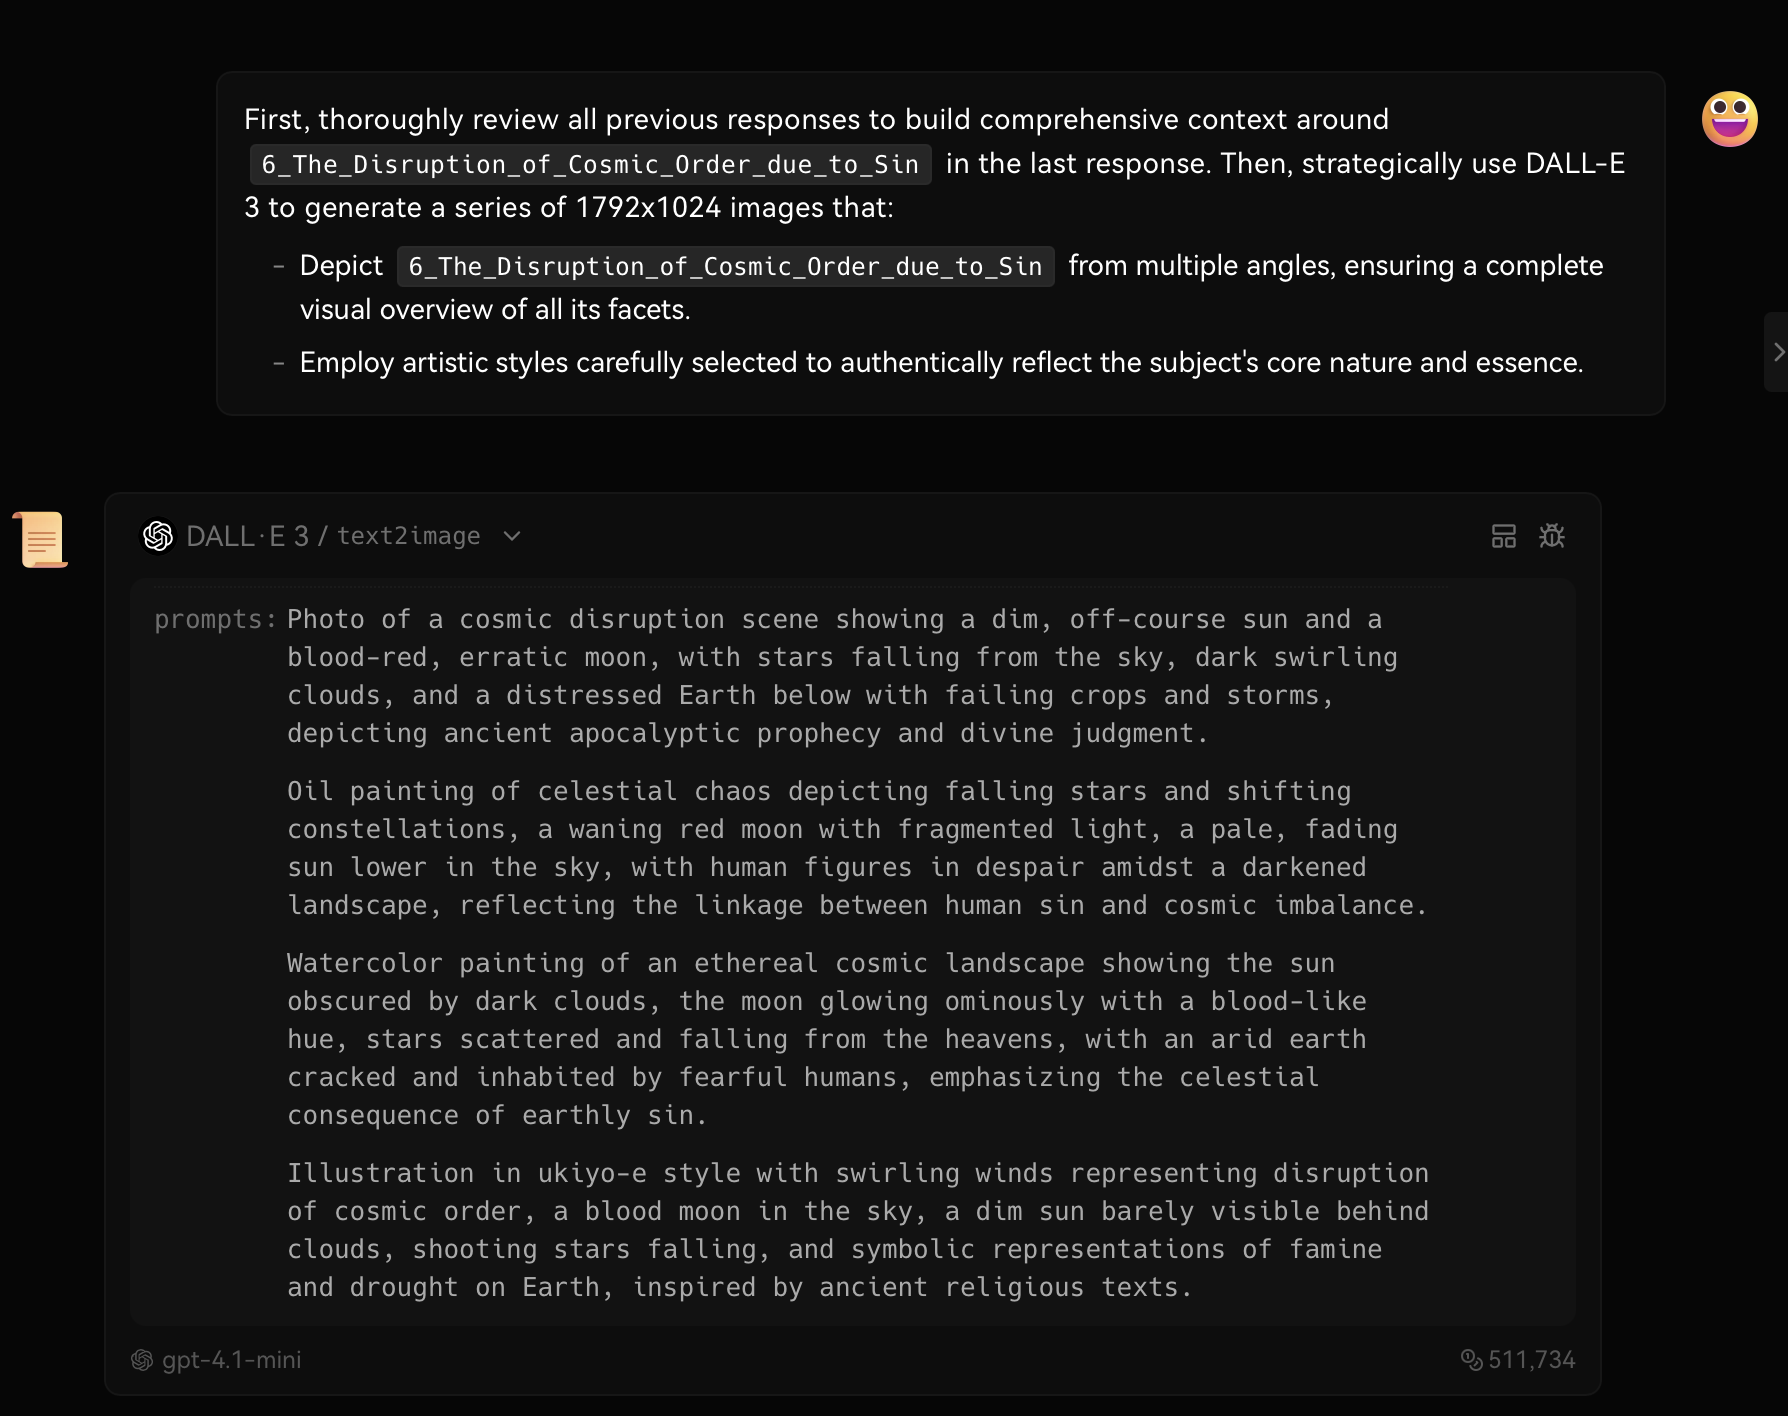 First, thoroughly review all previous responses to build comprehensive context around
6_The_Disruption_of_Cosmic_Order_due_to_Sin in the last response. Then, strategically use DALL-E
3 to generate a series of 1792x1024 images that:
– Depict 6_The_Disruption_of_Cosmic_Order_due_to_Sin from multiple angles, ensuring a complete
visual overview of all its facets.
– Employ artistic styles carefully selected to authentically reflect the subject's core nature and essence.
DALL·E 3 / text2image
prompts: Photo of a cosmic disruption scene showing a dim, off-course sun and a
blood-red, erratic moon, with stars falling from the sky, dark swirling
clouds, and a distressed Earth below with failing crops and storms,
depicting ancient apocalyptic prophecy and divine judgment.
Oil painting of celestial chaos depicting falling stars and shifting
constellations, a waning red moon with fragmented light, a pale, fading
sun lower in the sky, with human figures in despair amidst a darkened
landscape, reflecting the linkage between human sin and cosmic imbalance.
Watercolor painting of an ethereal cosmic landscape showing the sun
obscured by dark clouds, the moon glowing ominously with a blood-like
hue, stars scattered and falling from the heavens, with an arid earth
cracked and inhabited by fearful humans, emphasizing the celestial
consequence of earthly sin.
Illustration in ukiyo-e style with swirling winds representing disruption
of cosmic order, a blood moon in the sky, a dim sun barely visible behind
clouds, shooting stars falling, and symbolic representations of famine
and drought on Earth, inspired by ancient religious texts.
gpt-4.1-mini 511,734